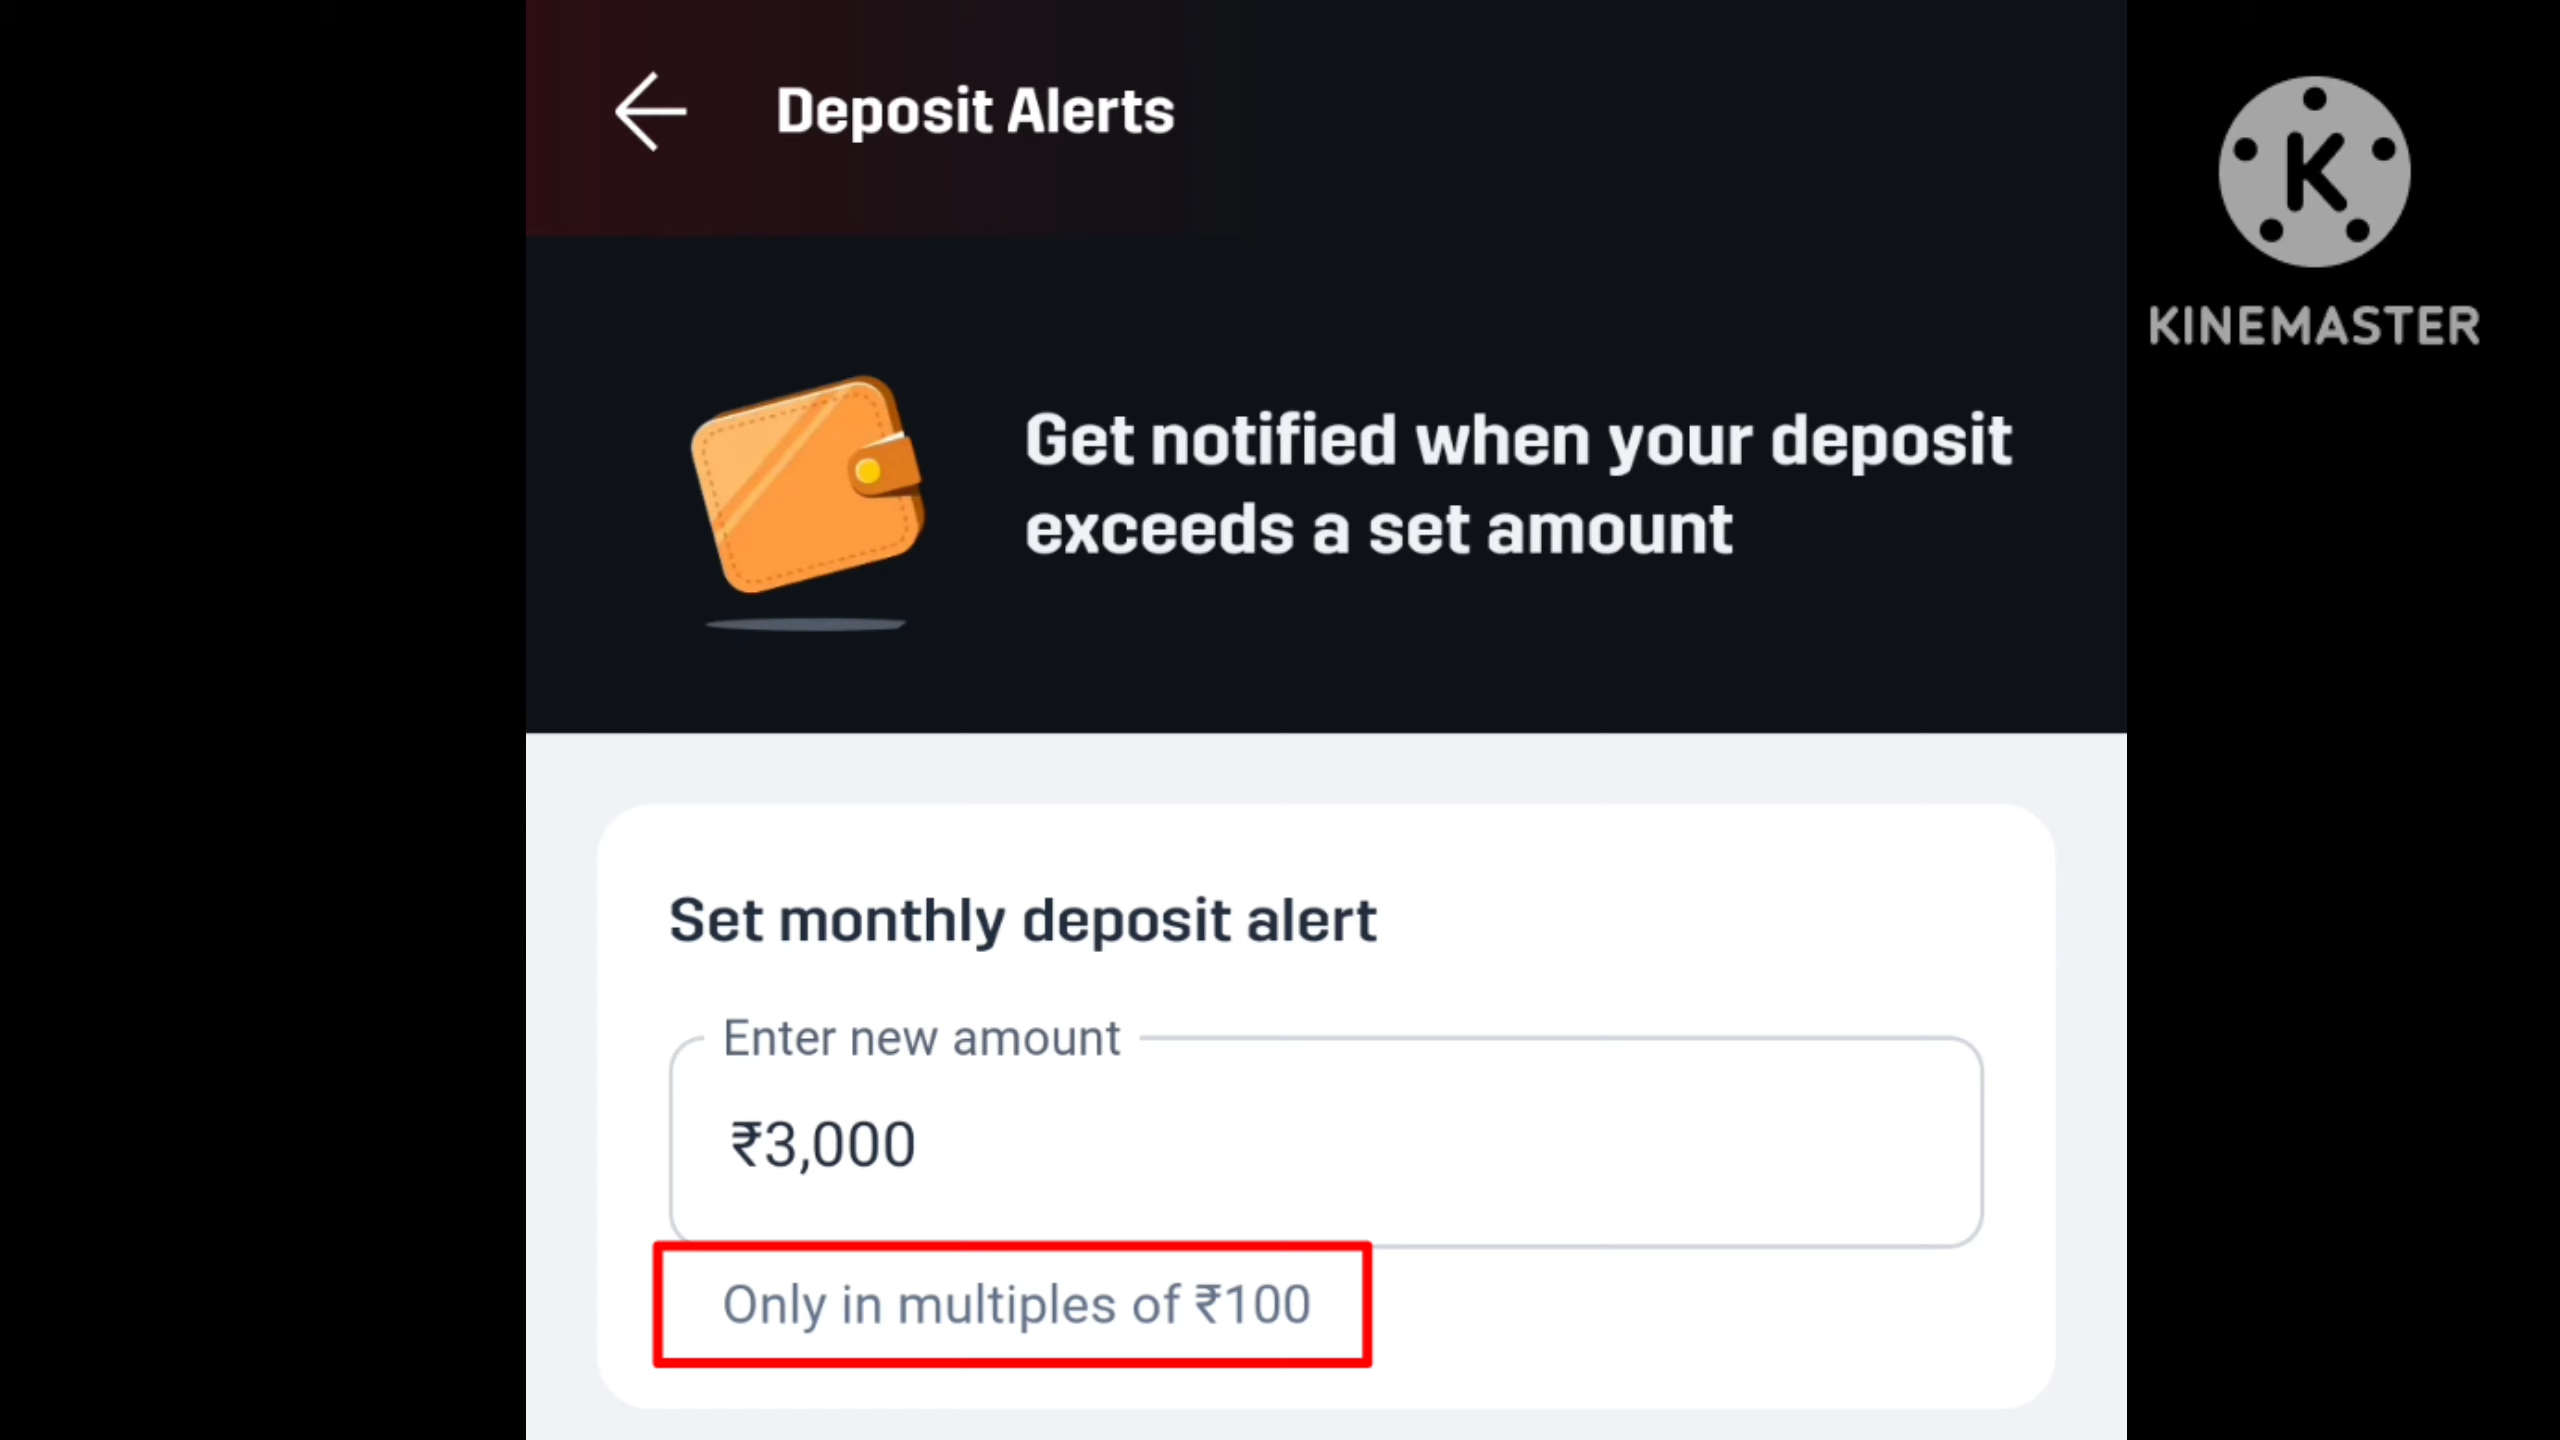 Deposit Alerts
K
KINEMASTER
Get notified when your deposit
exceeds a set amount
Set monthly deposit alert
Enter new amount
₹3,000
Only in multiples of ₹100